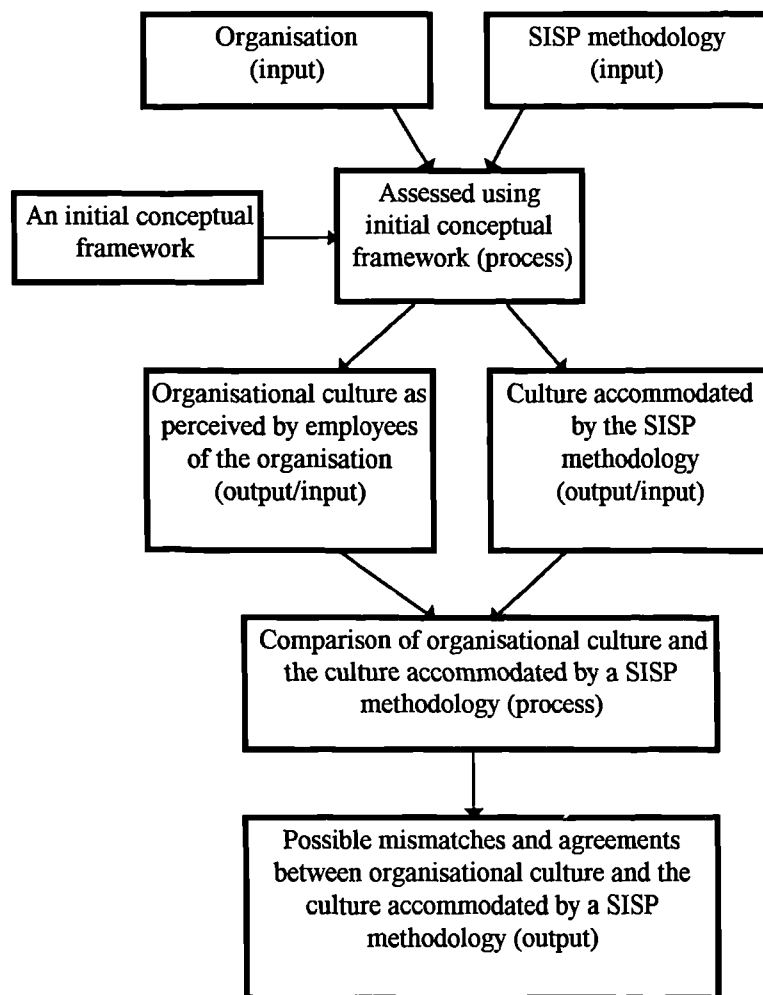 Organisation
(input)
SISP methodology
(input)
An initial conceptual
framework
Assessed using
initial conceptual
framework (process)
Organisational culture as
perceived by employees
of the organisation
(output/input)
Culture accommodated
by the SISP
methodology
(output/input)
Comparison of organisational culture and
the culture accommodated by a SISP
methodology (process)
Possible mismatches and agreements
between organisational culture and the
culture accommodated by a SISP
methodology (output)